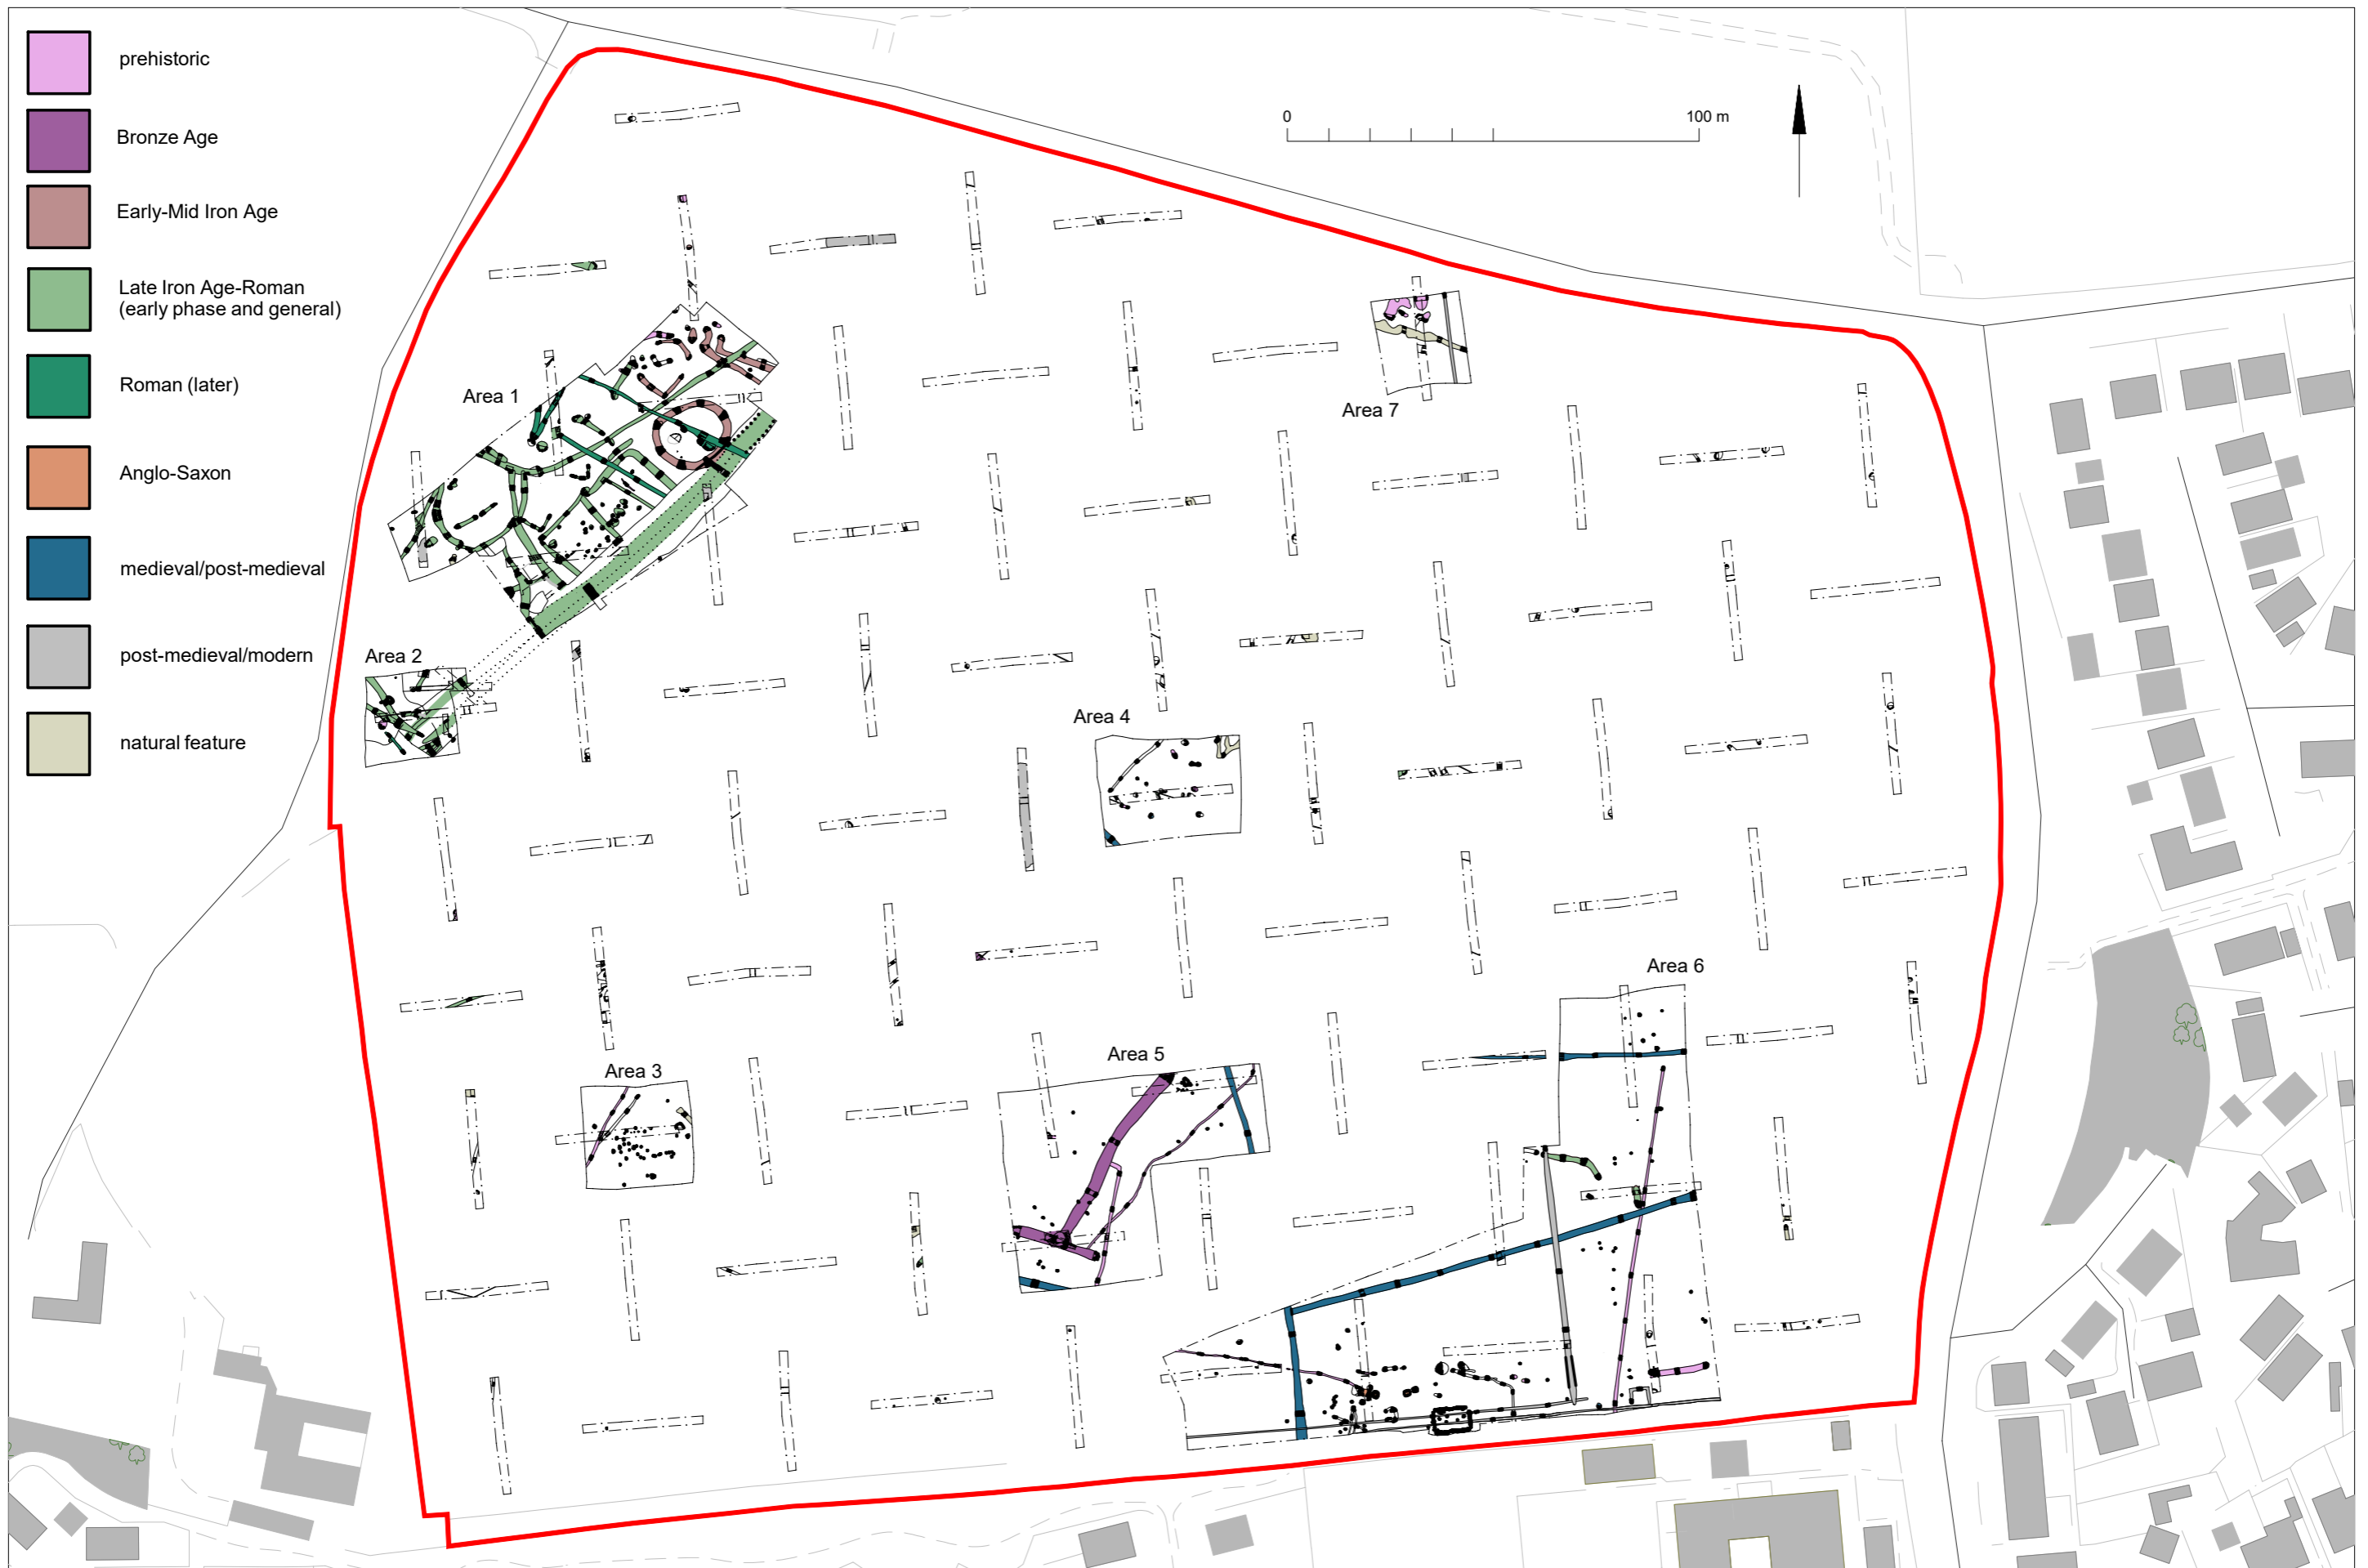 prehistoric
Bronze Age
Early-Mid Iron Age
Late Iron Age-Roman
(early phase and general)
Roman (later)
Anglo-Saxon
medieval/post-medieval
post-medieval/modern
natural feature
0
100 m
Area 1
Area 7
Area 2
Area 4
Area 6
Area 5
Area 3